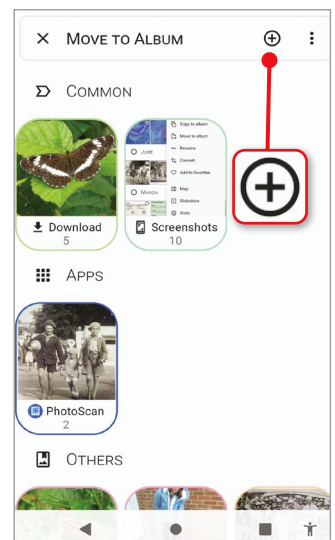 MOVE TO ALBUM
COMMON
Copy to album
Move to album
Rename
Convert
Add to favorites
Map
Slideshow
Stats
JUNE
MARCH
Download
5
Screenshots
10
APPS
PhotoScan
2
OTHERS